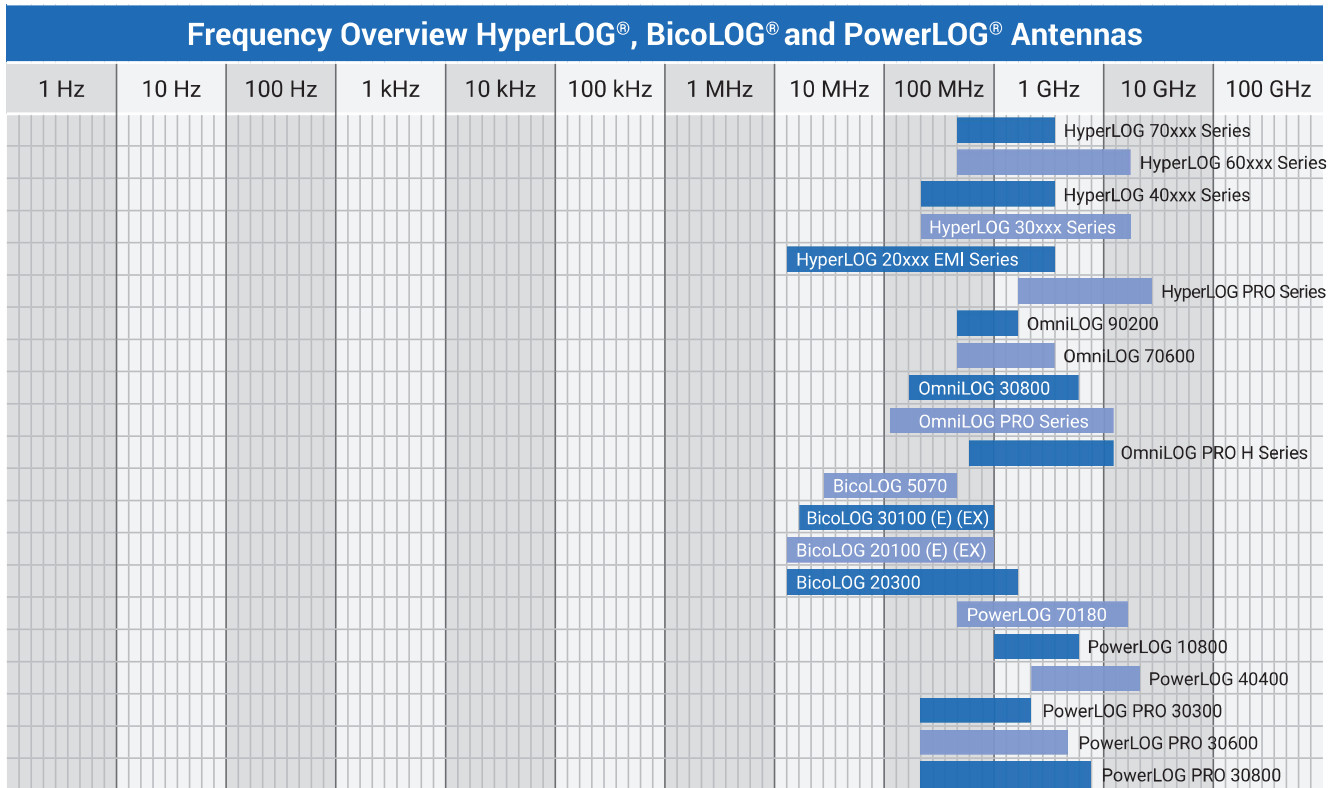 Frequency Overview HyperLOG®, BicoLOG® and PowerLOG® Antennas
1 Hz 10 Hz 100 Hz 1 kHz 10 kHz 100 kHz 1 MHz 10 MHz 100 MHz 1 GHz 10 GHz 100 GHz
HyperLOG 70xxx Series
HyperLOG 60xxx Series
HyperLOG 40xxx Series
HyperLOG 30xxx Series
HyperLOG 20xxx EMI Series
HyperLOG PRO Series
OmniLOG 90200
OmniLOG 70600
OmniLOG 30800
OmniLOG PRO Series
OmniLOG PRO H Series
BicoLOG 5070
BicoLOG 30100 (E) (EX)
BicoLOG 20100 (E) (EX)
BicoLOG 20300
PowerLOG 70180
PowerLOG 10800
PowerLOG 40400
PowerLOG PRO 30300
PowerLOG PRO 30600
PowerLOG PRO 30800